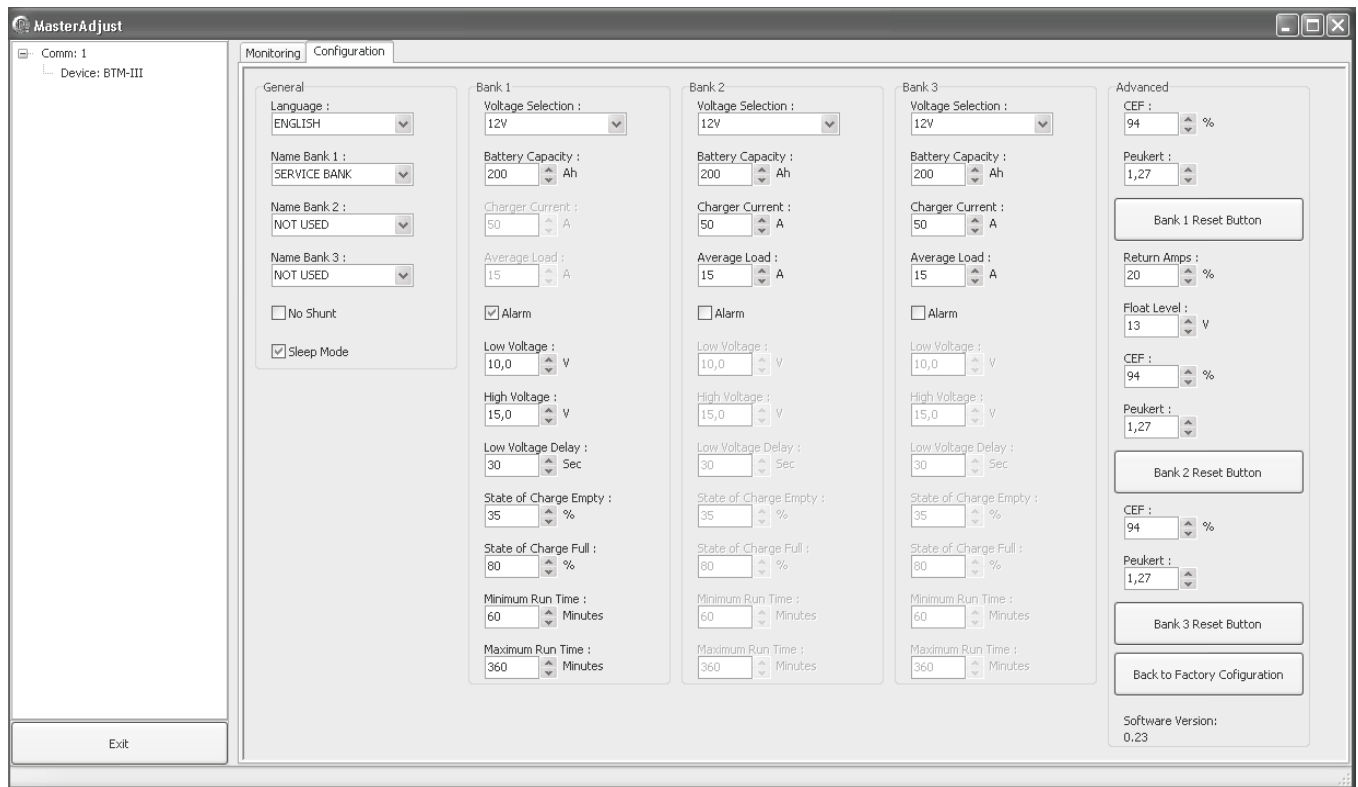 MasterAdjust
Comm: 1
Device: BTM-III
Exit
Monitoring
Configuration
General
Language :
ENGLISH
Name Bank 1 :
SERVICE BANK
Name Bank 2 :
NOT USED
Name Bank 3 :
NOT USED
No Shunt
Sleep Mode
Bank 1
Voltage Selection :
12V
Battery Capacity :
200 Ah
Charger Current :
50 A
Average Load :
15 A
Alarm
Low Voltage :
10,0 V
High Voltage :
15,0 V
Low Voltage Delay :
30 Sec
State of Charge Empty :
35 %
State of Charge Full :
80 %
Minimum Run Time :
60 Minutes
Maximum Run Time :
360 Minutes
Bank 2
Voltage Selection :
12V
Battery Capacity :
200 Ah
Charger Current :
50 A
Average Load :
15 A
Alarm
Low Voltage :
10,0 V
High Voltage :
15,0 V
Low Voltage Delay :
30 Sec
State of Charge Empty :
35 %
State of Charge Full :
80 %
Minimum Run Time :
60 Minutes
Maximum Run Time :
360 Minutes
Bank 3
Voltage Selection :
12V
Battery Capacity :
200 Ah
Charger Current :
50 A
Average Load :
15 A
Alarm
Low Voltage :
10,0 V
High Voltage :
15,0 V
Low Voltage Delay :
30 Sec
State of Charge Empty :
35 %
State of Charge Full :
80 %
Minimum Run Time :
60 Minutes
Maximum Run Time :
360 Minutes
Advanced
CEF :
94 %
Peukert :
1,27
Bank 1 Reset Button
Return Amps :
20 %
Float Level :
13 V
CEF :
94 %
Peukert :
1,27
Bank 2 Reset Button
CEF :
94 %
Peukert :
1,27
Bank 3 Reset Button
Back to Factory Cofiguration
Software Version:
0.23